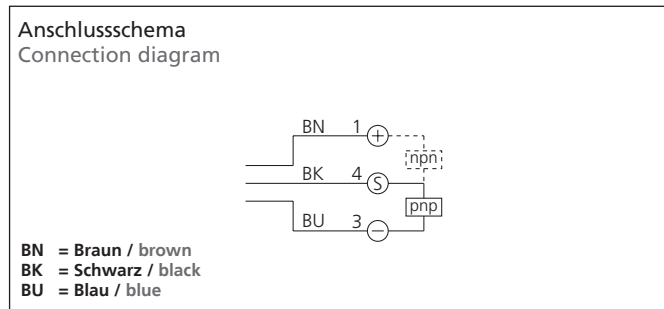 Anschlussschema
Connection diagram
BN 1 +
npn
BK 4 S
pnp
BU 3 −
BN = Braun / brown
BK = Schwarz / black
BU = Blau / blue